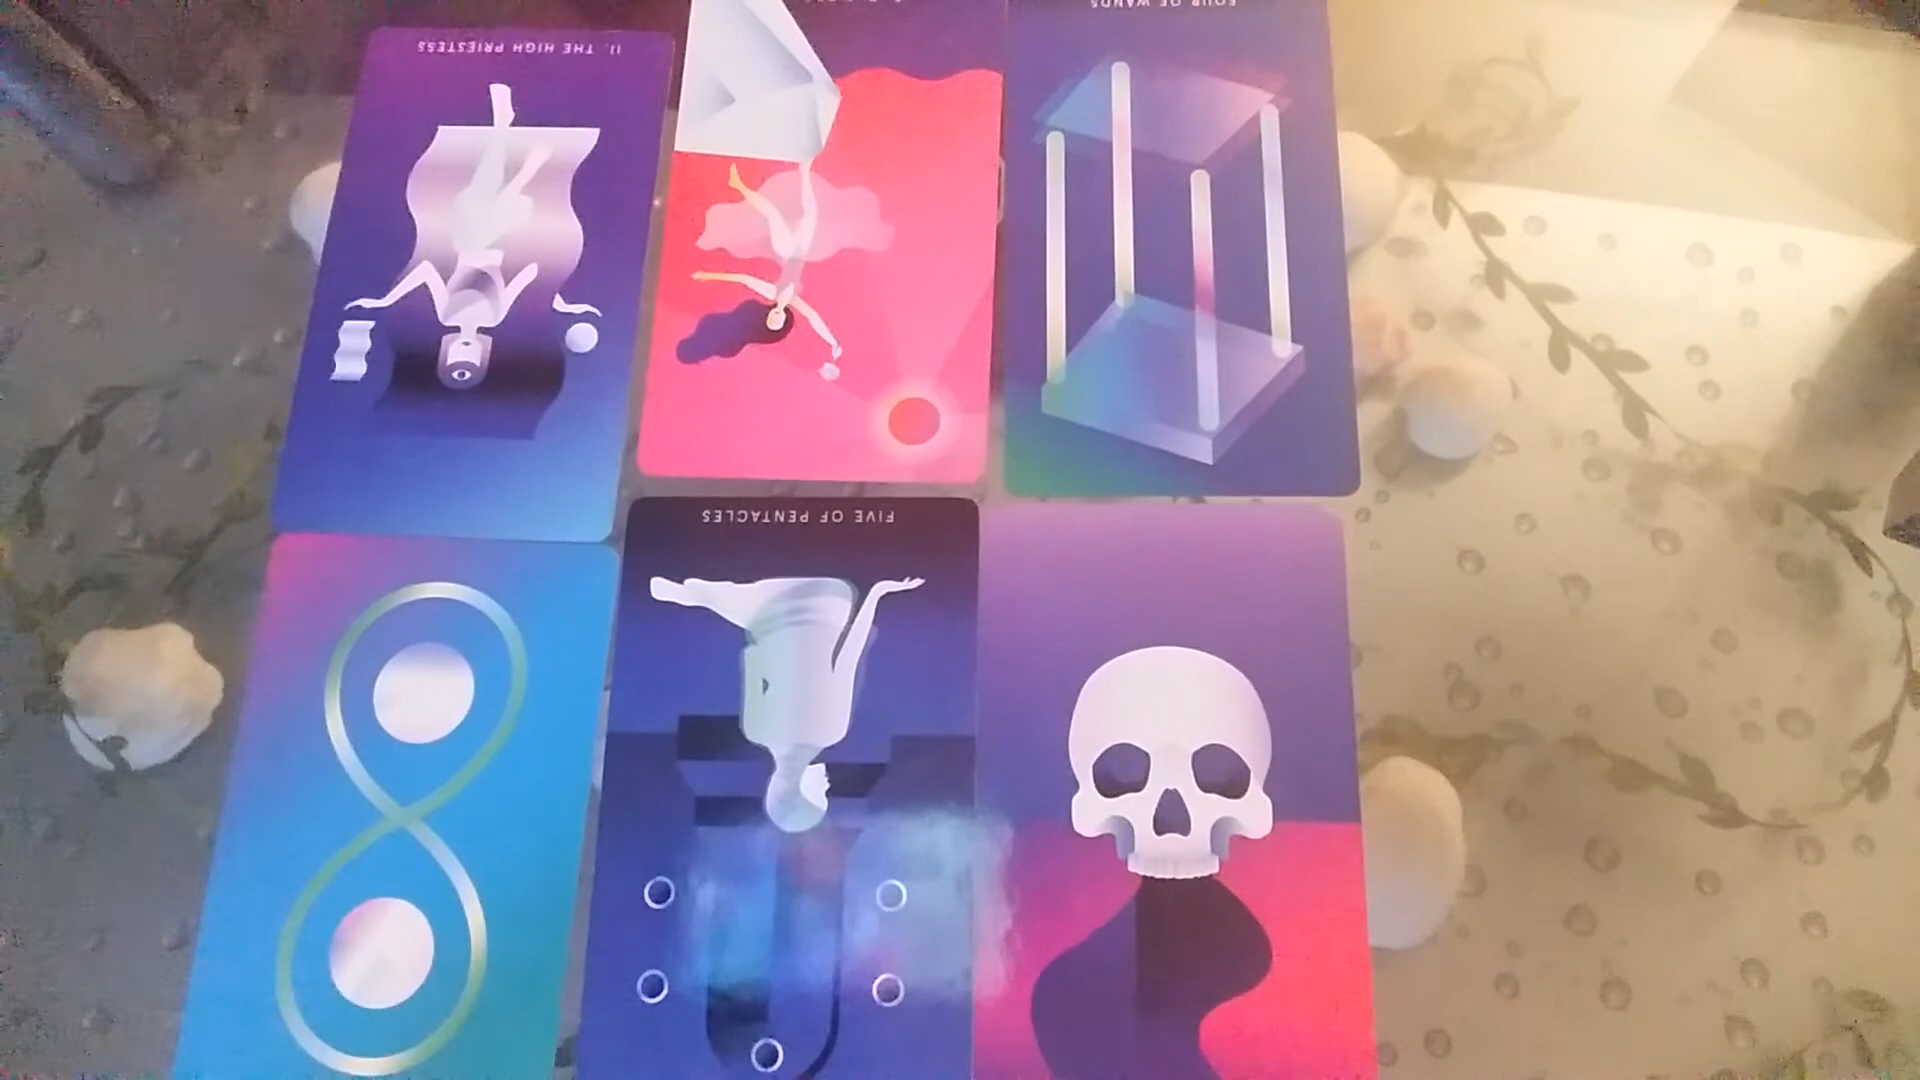 II. THE HIGH PRIESTESS
FOUR OF WANDS
FIVE OF PENTACLES